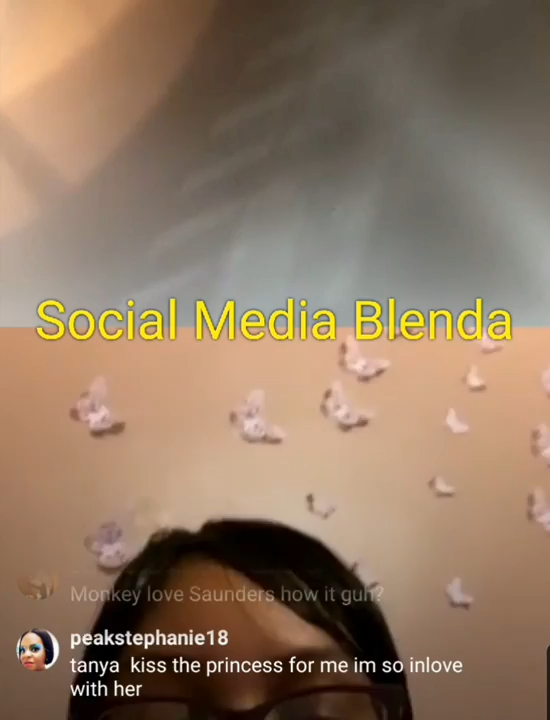 Social Media Blenda
Monkey love Saunders how it guh?
peakstephanie18
tanya  kiss the princess for me im so inlove
with her